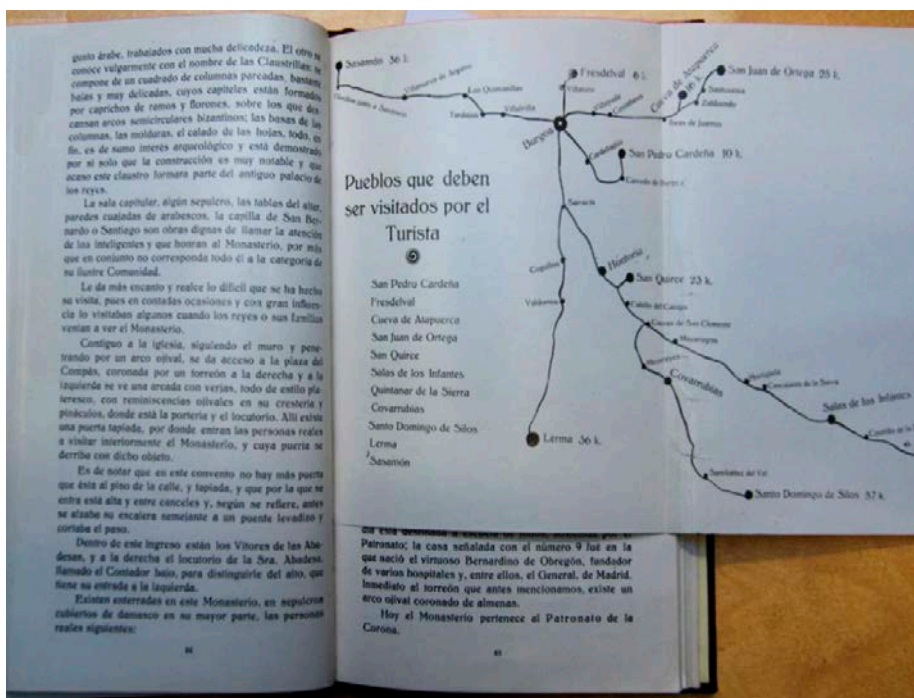 gusto árabe, trabajados con mucha delicadeza. El otro se
conoce vulgarmente con el nombre de las Claustrillas; se
compone de un cuadrado de columnas pareadas, bastante
bajas y muy delicadas, cuyos capiteles están formados
por caprichos de ramos y florones, sobre los que des-
cansan arcos semicirculares bizantinos; las basas de las
columnas, las molduras, el calado de las hojas, todo, en
fin, es de sumo interés arqueológico y está demostrado
por sí solo que la construcción es muy notable y que
acaso este claustro formara parte del antiguo palacio de
los reyes.
La sala capitular, algún sepulcro, las tablas del altar,
paredes cuajadas de arabescos, la capilla de San Ber-
nardo o Santiago son obras dignas de llamar la atención
de los inteligentes y que honran al Monasterio, por más
que en conjunto no corresponda todo él a la categoría de
su ilustre Comunidad.
Le da más encanto y realce lo difícil que se ha hecho
su visita, pues en contadas ocasiones y con gran influen-
cia lo visitaban algunos cuando los reyes o sus familias
venían a ver el Monasterio.
Contiguo a la iglesia, siguiendo el muro y pene-
trando por un arco ojival, se da acceso a la plaza del
Compás, coronada por un torreón a la derecha y a la
izquierda se ve una arcada con verjas, todo de estilo pla-
teresco, con reminiscencias ojivales en su crestería y
pináculos, donde está la portería y el locutorio. Allí existe
una puerta tapiada, por donde entran las personas reales
a visitar interiormente el Monasterio, y cuya puerta se
derriba con dicho objeto.
Es de notar que en este convento no hay más puerta
que ésta al piso de la calle, y tapiada, y que por la que se
entra está alta y entre canceles y, según se refiere, antes
se alzaba su escalera semejante a un puente levadizo y
cortaba el paso.
Dentro de este ingreso están los Vítores de las Aba-
desas, y a la derecha el locutorio de la Sra. Abadesa,
llamado el Contador bajo, para distinguirle del alto, que
tiene su entrada a la izquierda.
Existen enterradas en este Monasterio, en sepulcros
cubiertos de damasco en su mayor parte, las personas
reales siguientes:
Sasamón 36 k.
Las Quintanillas
Tardajos
Villalvilla
Burgos
Fresdelval 6 k.
Villatoro
Cueva de Atapuerca
16 k.
San Juan de Ortega 25 k.
Zalduendo
Ibeas de Juarros
Cardeñadijo
San Pedro Cardeña 10 k.
Sarracín
Cogollos
Hontoria
San Quirce 23 k.
Cuevas de San Clemente
Mecerreyes
Covarrubias
Hortigüela
Salas de los Infantes
Lerma 36 k.
Santo Domingo de Silos 57 k.
Pueblos que deben
ser visitados por el
Turista
San Pedro Cardeña
Fresdelval
Cueva de Atapuerca
San Juan de Ortega
San Quirce
Salas de los Infantes
Quintanar de la Sierra
Covarrubias
Santo Domingo de Silos
Lerma
Sasamón
Patronato; la casa señalada con el número 9 fué en la
que nació el virtuoso Bernardino de Obregón, fundador
de varios hospitales y, entre ellos, el General, de Madrid.
Inmediato al torreón que antes mencionamos, existe un
arco ojival coronado de almenas.
Hoy el Monasterio pertenece al Patronato de la
Corona.